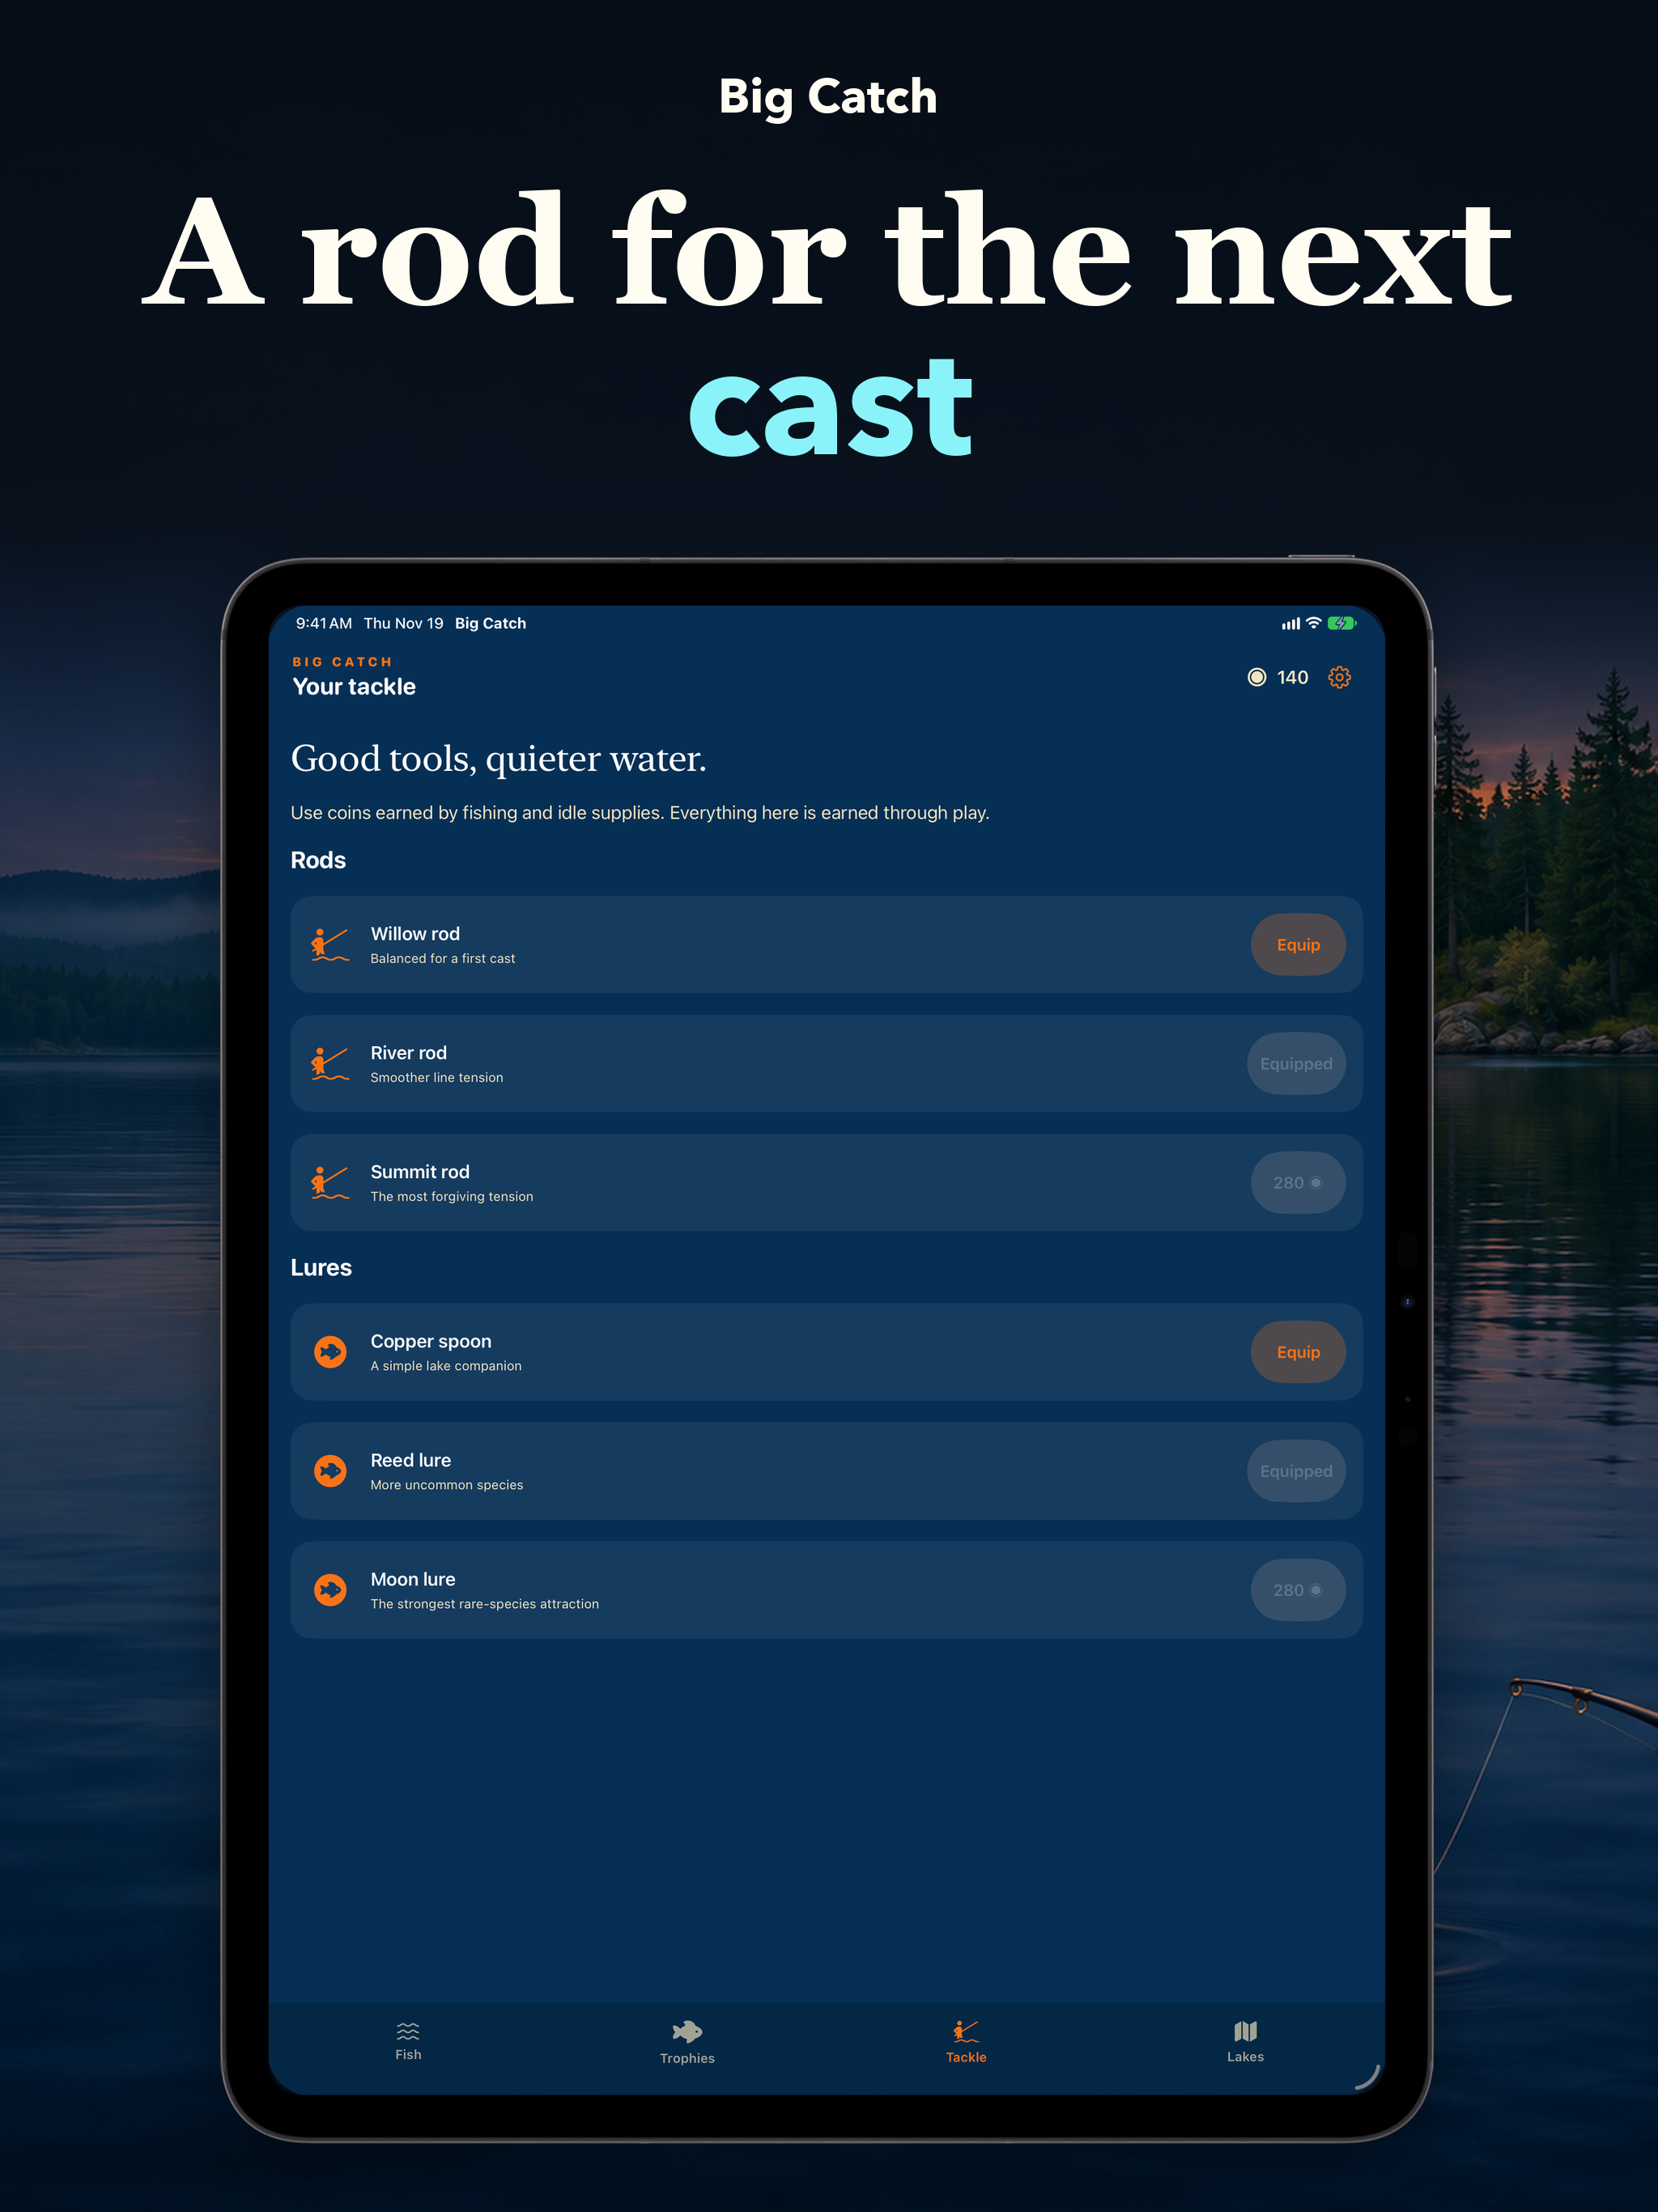 Big Catch
A rod for the next
cast
9:41 AM Thu Nov 19 Big Catch
BIG CATCH
Your tackle
140
Good tools, quieter water.
Use coins earned by fishing and idle supplies. Everything here is earned through play.
Rods
Willow rod
Balanced for a first cast
Equip
River rod
Smoother line tension
Equipped
Summit rod
The most forgiving tension
280
Lures
Copper spoon
A simple lake companion
Equip
Reed lure
More uncommon species
Equipped
Moon lure
The strongest rare-species attraction
280
Fish
Trophies
Tackle
Lakes